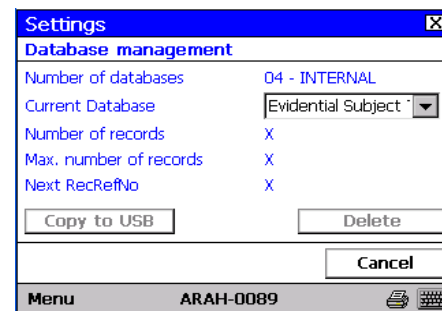 Settings X
Database management
Number of databases 04 - INTERNAL
Current Database Evidential Subject
Number of records X
Max. number of records X
Next RecRefNo X
Copy to USB Delete
Cancel
Menu ARAH-0089